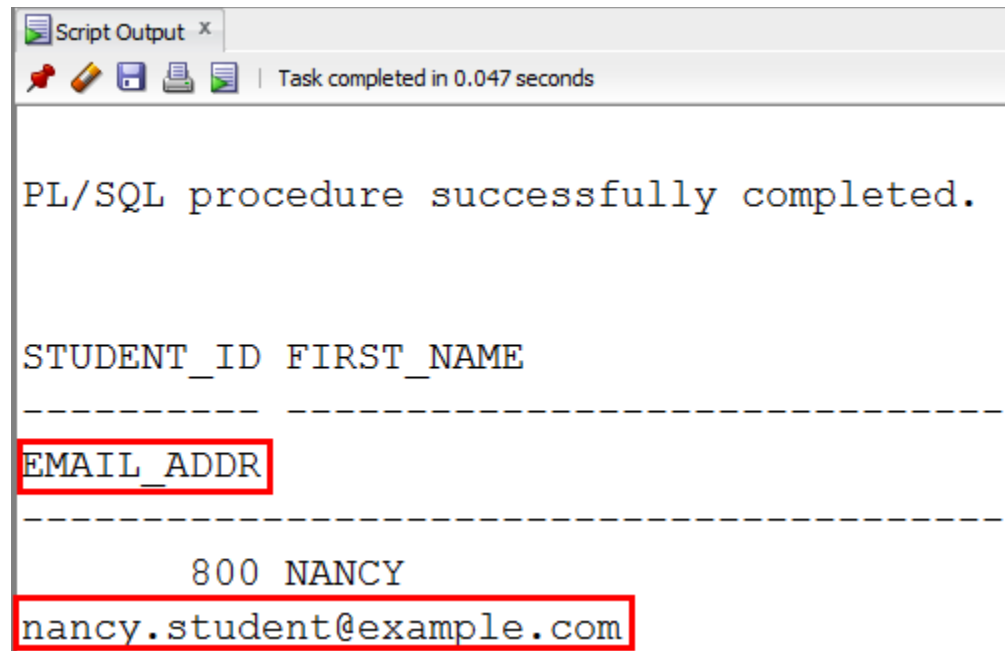 Script Output x
Task completed in 0.047 seconds
PL/SQL procedure successfully completed.
STUDENT_ID FIRST_NAME
---------- ------------------------------
EMAIL_ADDR
-----------------------------------------
800 NANCY
nancy.student@example.com